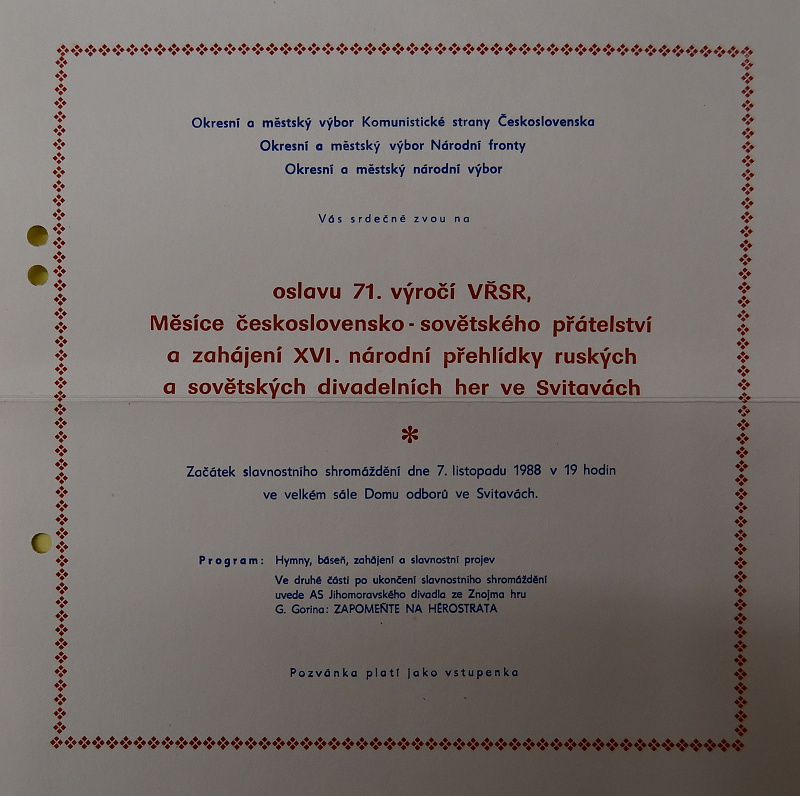 Okresní a městský výbor Komunistické strany Československa
Okresní a městský výbor Národní fronty
Okresní a městský národní výbor
Vás srdečně zvou na
oslavu 71. výročí VŘSR,
Měsíce československo - sovětského přátelství
a zahájení XVI. národní přehlídky ruských
a sovětských divadelních her ve Svitavách
*
Začátek slavnostního shromáždění dne 7. listopadu 1988 v 19 hodin
ve velkém sále Domu odborů ve Svitavách.
Program: Hymny, báseň, zahájení a slavnostní projev
Ve druhé části po ukončení slavnostního shromáždění
uvede AS Jihomoravského divadla ze Znojma hru
G. Gorina: ZAPOMEŇTE NA HÉROSTRATA
Pozvánka platí jako vstupenka